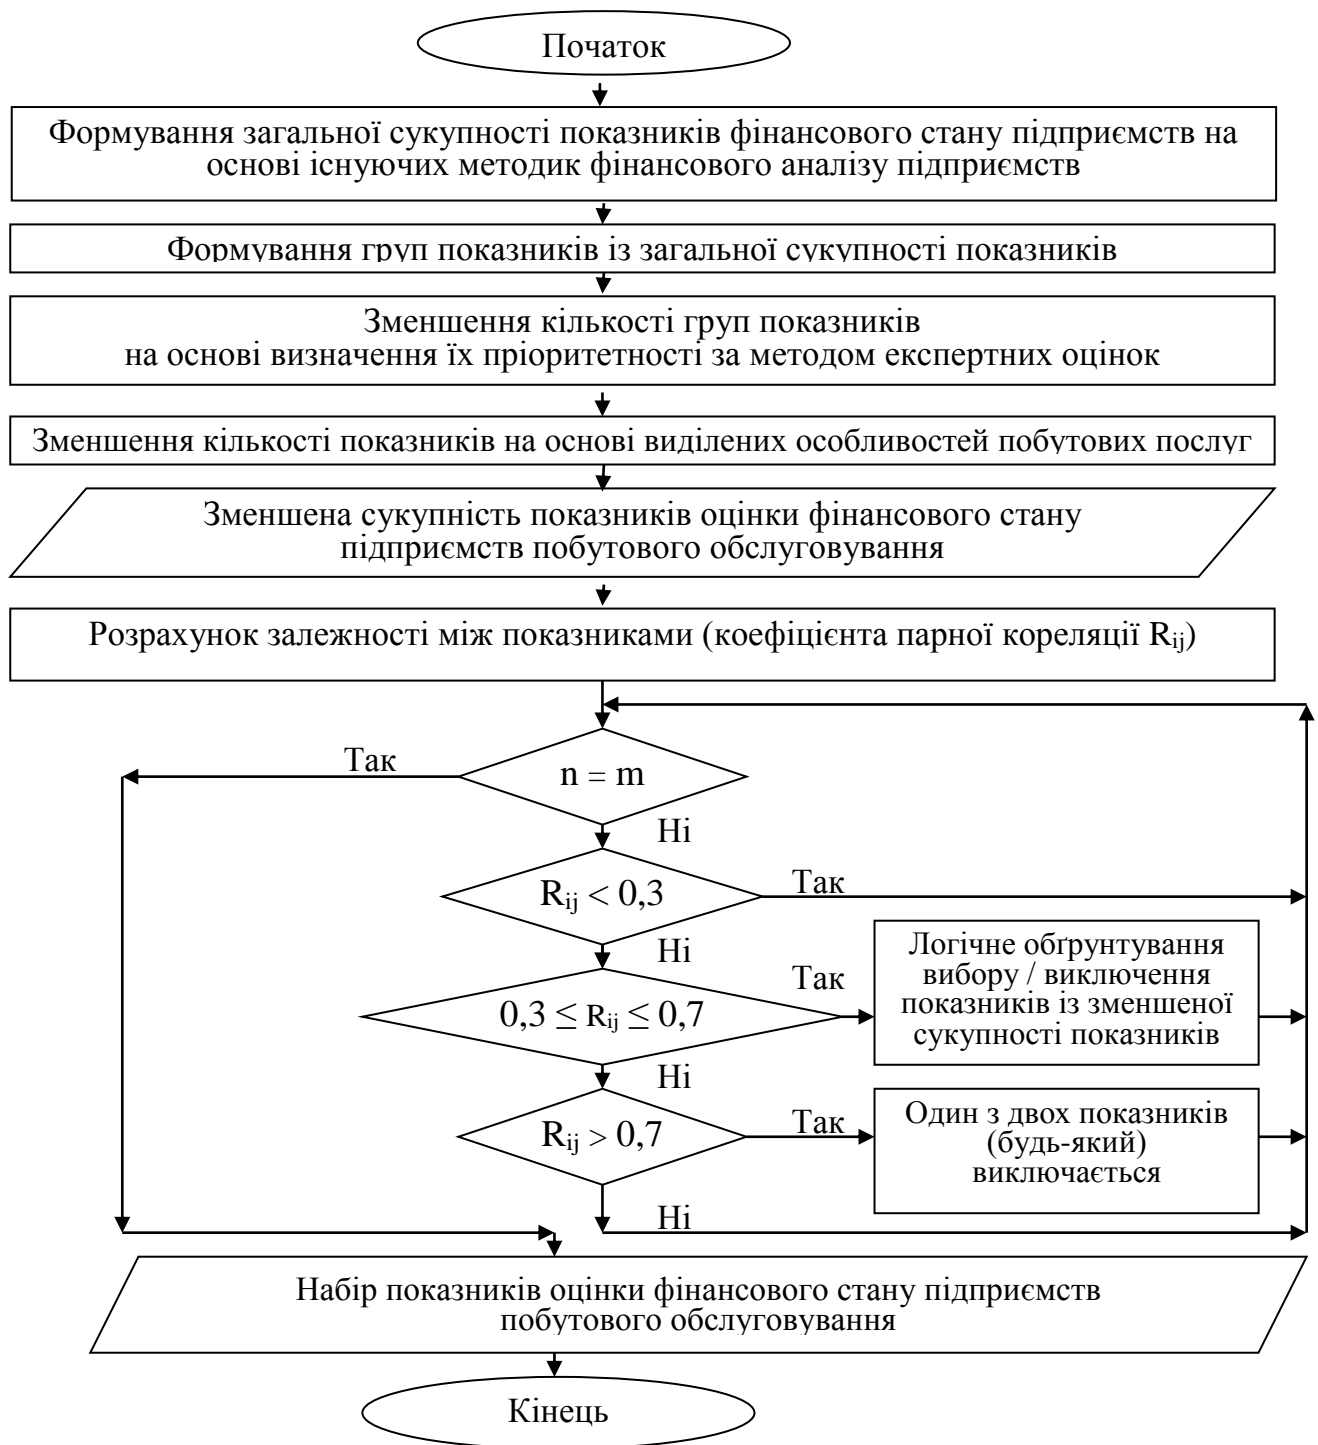 Початок
Формування загальної сукупності показників фінансового стану підприємств на
основі існуючих методик фінансового аналізу підприємств
Формування груп показників із загальної сукупності показників
Зменшення кількості груп показників
на основі визначення їх пріоритетності за методом експертних оцінок
Зменшення кількості показників на основі виділених особливостей побутових послуг
Зменшена сукупність показників оцінки фінансового стану
підприємств побутового обслуговування
Розрахунок залежності між показниками (коефіцієнта парної кореляції Rij)
Так
n = m
Ні
Rij < 0,3
Так
Ні
0,3 ≤ Rij ≤ 0,7
Так
Логічне обґрунтування
вибору / виключення
показників із зменшеної
сукупності показників
Ні
Rij > 0,7
Так
Один з двох показників
(будь-який)
виключається
Ні
Набір показників оцінки фінансового стану підприємств
побутового обслуговування
Кінець